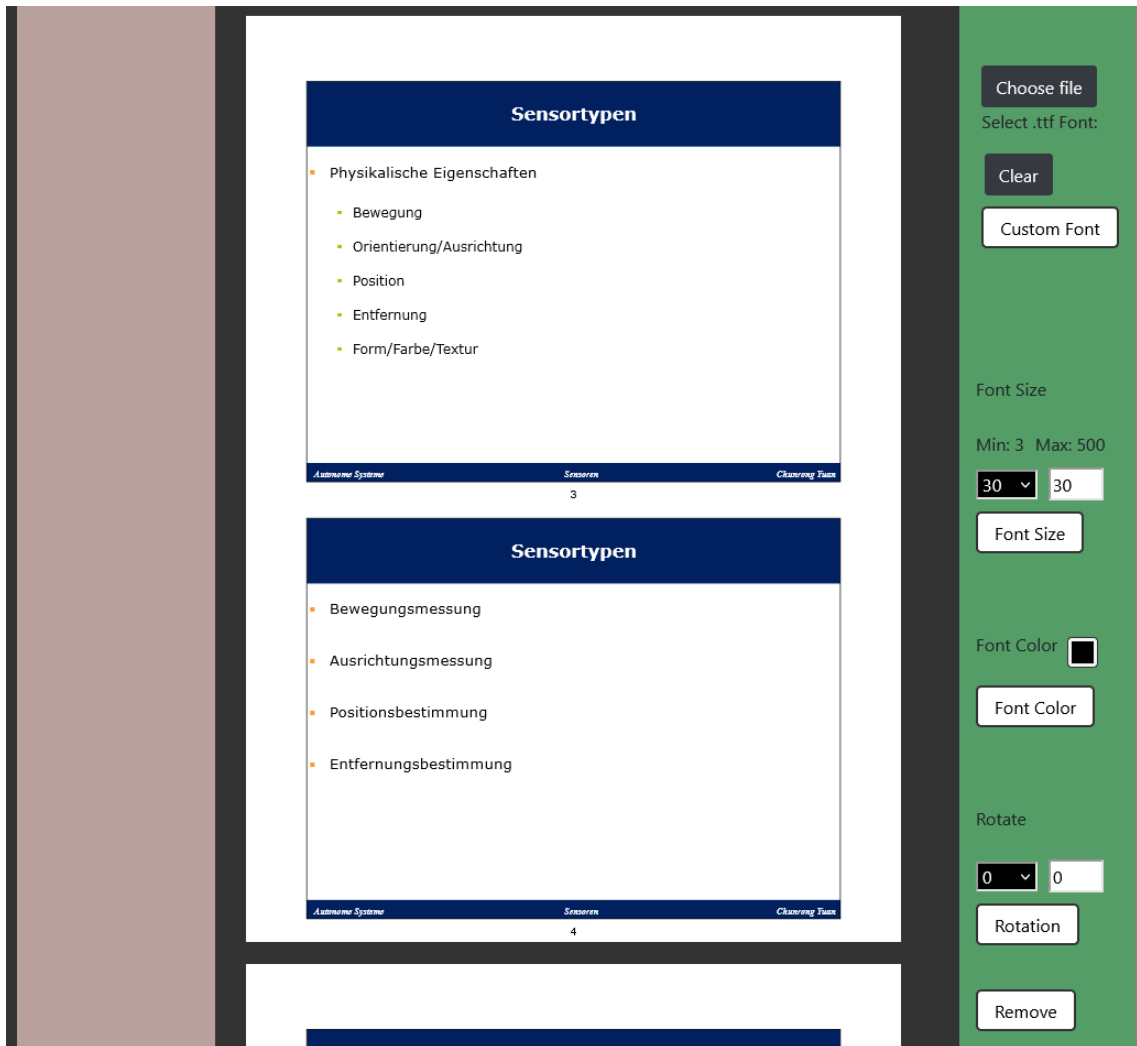 Sensortypen
Physikalische Eigenschaften
Bewegung
Orientierung/Ausrichtung
Position
Entfernung
Form/Farbe/Textur
Autonome Systeme Sensoren Chunrong Yuan
3
Sensortypen
Bewegungsmessung
Ausrichtungsmessung
Positionsbestimmung
Entfernungsbestimmung
Autonome Systeme Sensoren Chunrong Yuan
4
Choose file
Select .ttf Font:
Clear
Custom Font
Font Size
Min: 3 Max: 500
30 30
Font Size
Font Color
Font Color
Rotate
0 0
Rotation
Remove